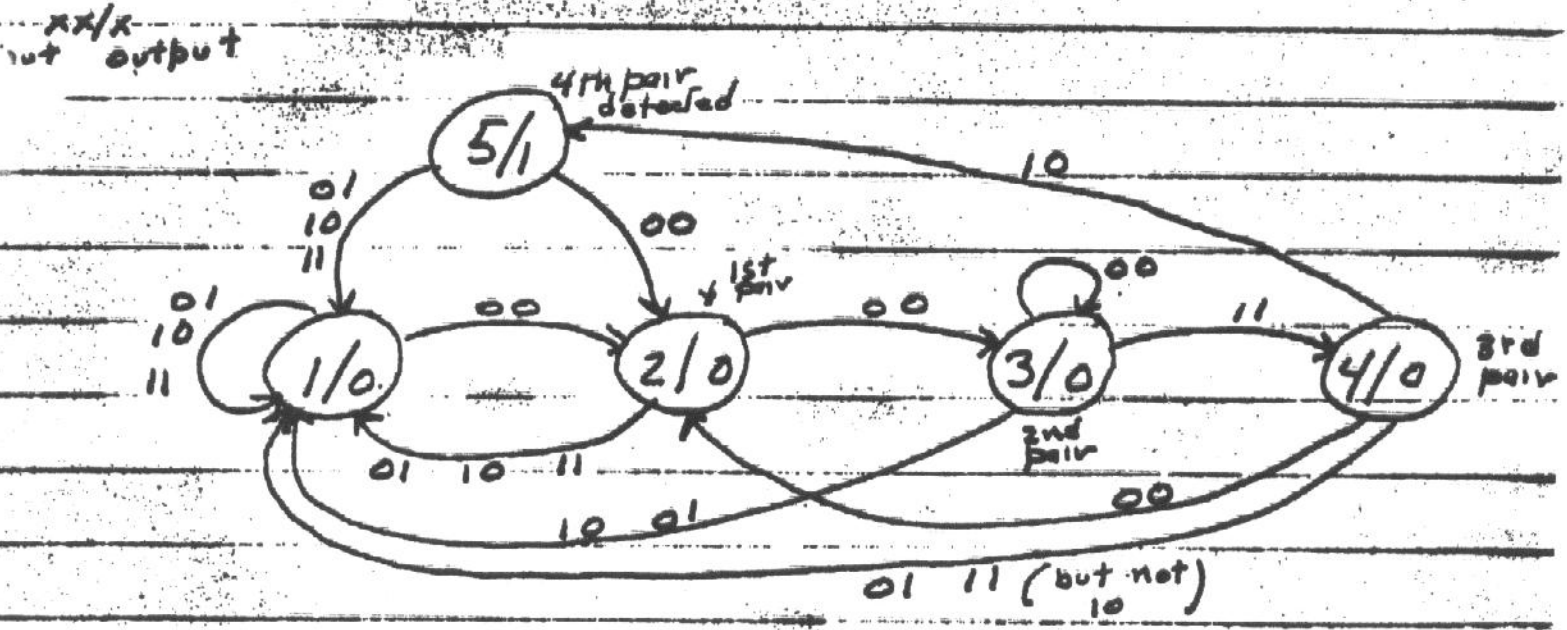 xx/x
output
4th pair
detected
5/1
10
01
10
11
00
1st
pair
00
01
10
11
00
00
11
1/0
2/0
3/0
4/0
3rd
pair
2nd
pair
01 10 11
00
10 01
01 11 (but not)
10